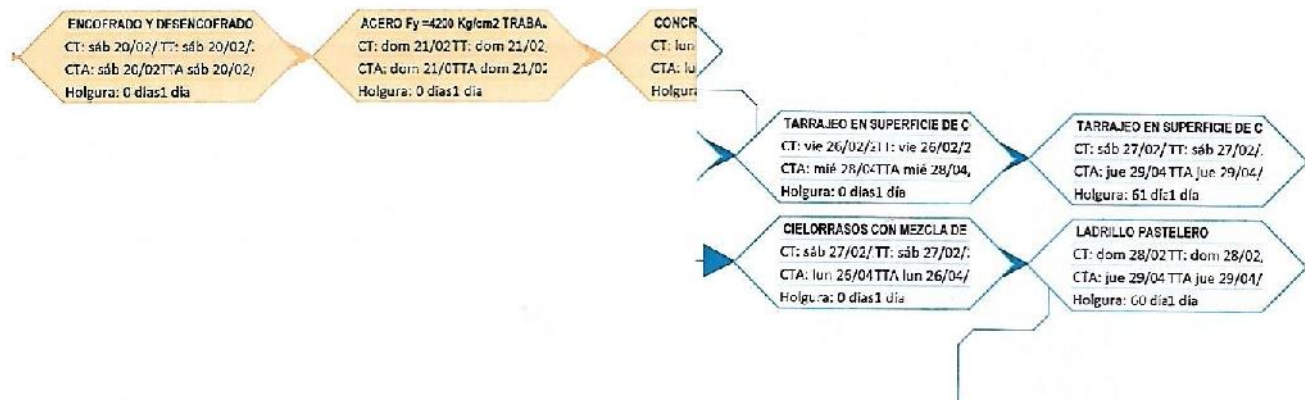 ENCOFRADO Y DESENCOFRADO
CT: sáb 20/02/ TT: sáb 20/02/2
CTA: sáb 20/02TTA sáb 20/02/
Holgura: 0 días1 día
ACERO Fy =4200 Kg/cm2 TRABA
CT: dom 21/02TT: dom 21/02
CTA: dom 21/0TTA dom 21/02
Holgura: 0 días1 día
CONCR
CT: lun
CTA: lu
Holgura
TARRAJEO EN SUPERFICIE DE C
CT: vie 26/02/2TT: vie 26/02/2
CTA: mié 28/04TTA mié 28/04,
Holgura: 0 días1 día
TARRAJEO EN SUPERFICIE DE C
CT: sáb 27/02/ TT: sáb 27/02/
CTA: jue 29/04 TTA jue 29/04/
Holgura: 61 día1 día
CIELORRASOS CON MEZCLA DE
CT: sáb 27/02/ TT: sáb 27/02/2
CTA: lun 26/04TTA lun 26/04/
Holgura: 0 días1 día
LADRILLO PASTELERO
CT: dom 28/02TT: dom 28/02
CTA: jue 29/04TTA jue 29/04/
Holgura: 60 día1 día